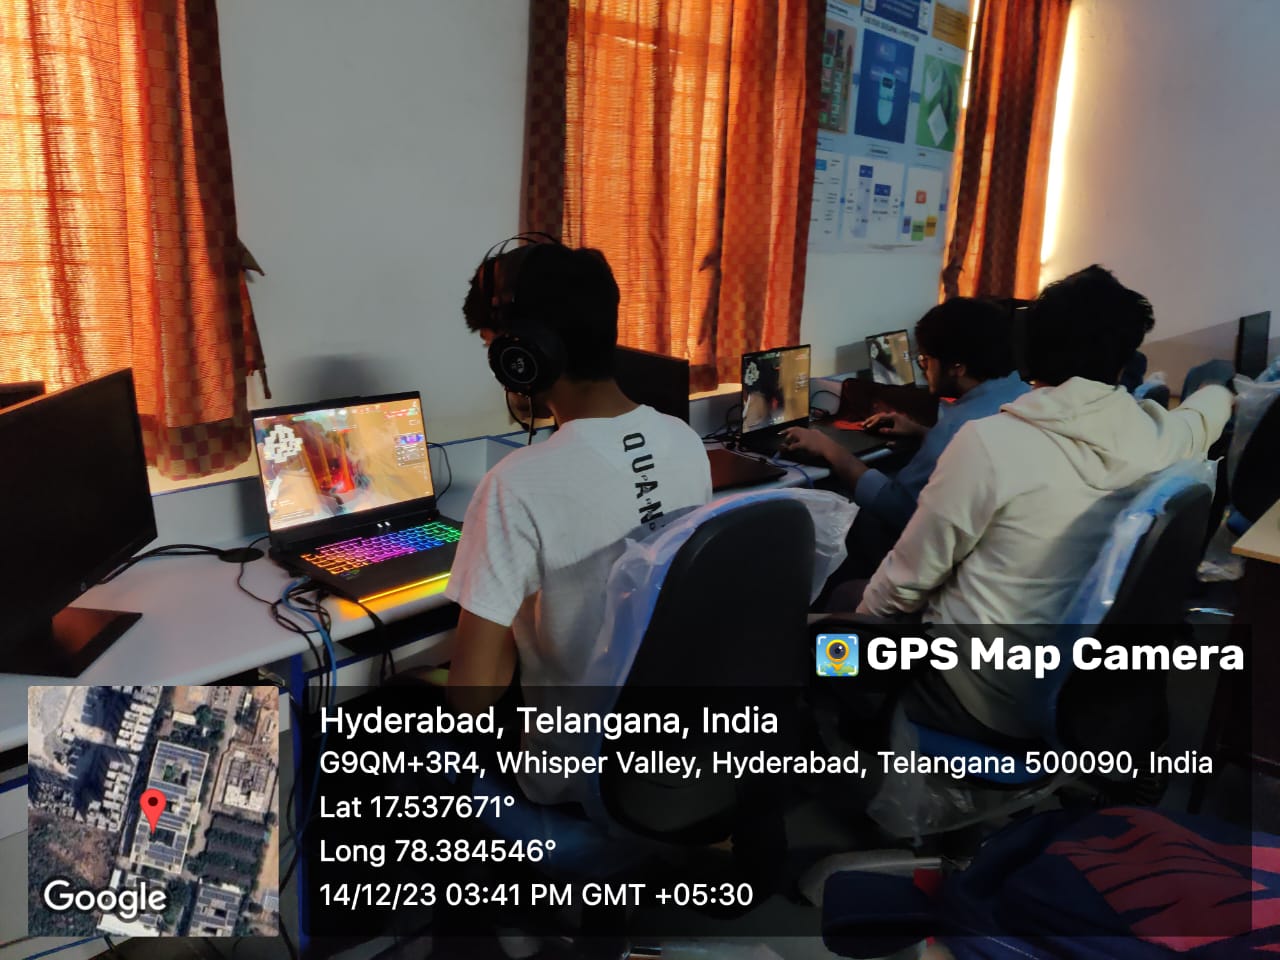 QUAN
GPS Map Camera
Hyderabad, Telangana, India
G9QM+3R4, Whisper Valley, Hyderabad, Telangana 500090, India
Lat 17.537671°
Long 78.384546°
14/12/23 03:41 PM GMT +05:30
Google